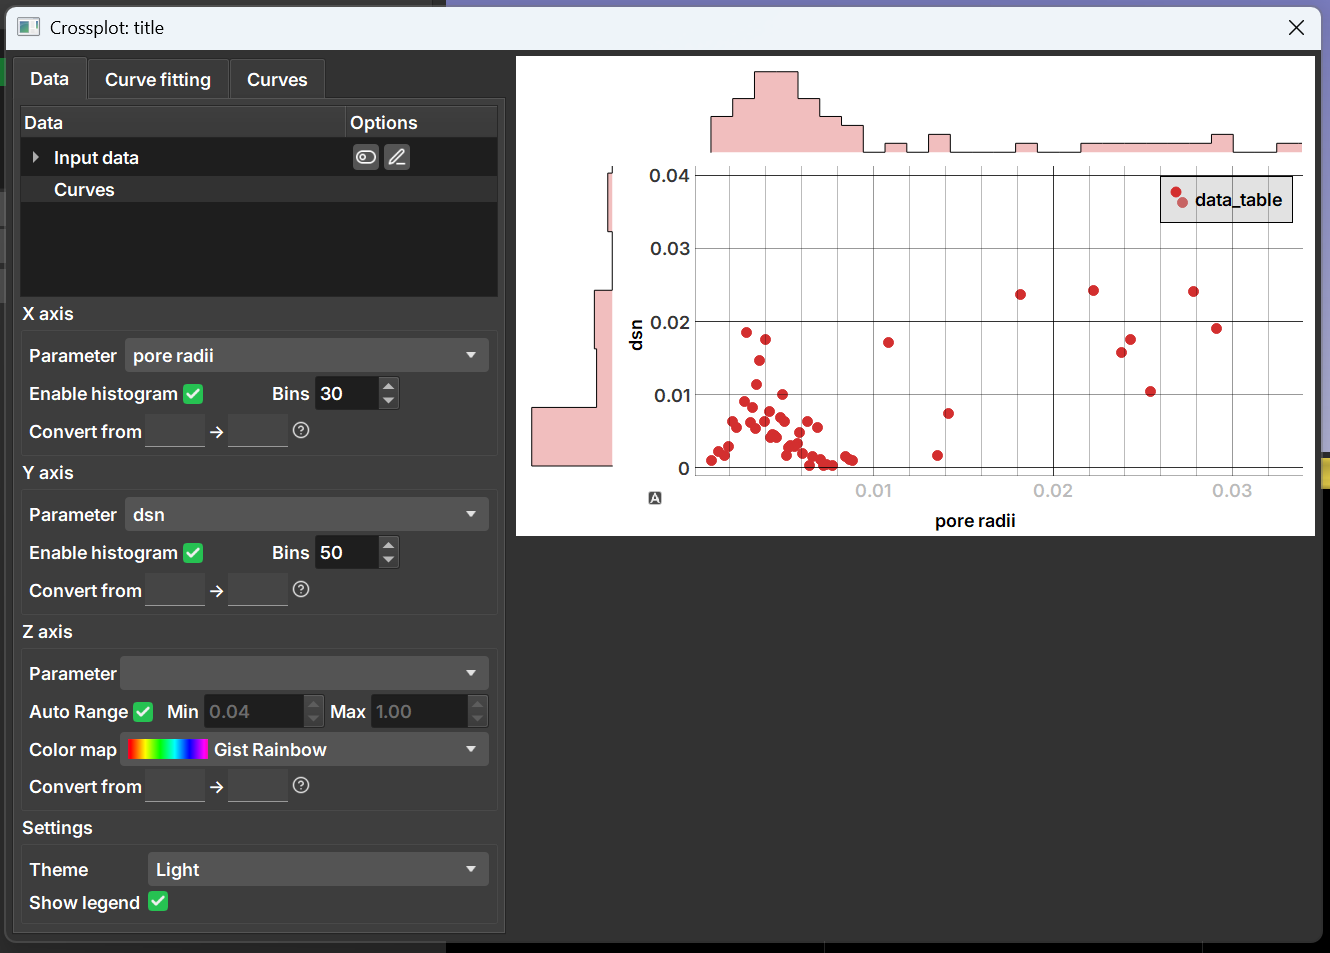 Crossplot: title
Data Curve fitting Curves
Data Options
Input data
Curves
X axis
Parameter pore radii
Enable histogram Bins 30
Convert from →
Y axis
Parameter dsn
Enable histogram Bins 50
Convert from →
Z axis
Parameter
Auto Range Min 0.04 Max 1.00
Color map Gist Rainbow
Convert from →
Settings
Theme Light
Show legend
0.04
data_table
0.03
0.02
dsn
0.01
0
A
0.01 0.02 0.03
pore radii